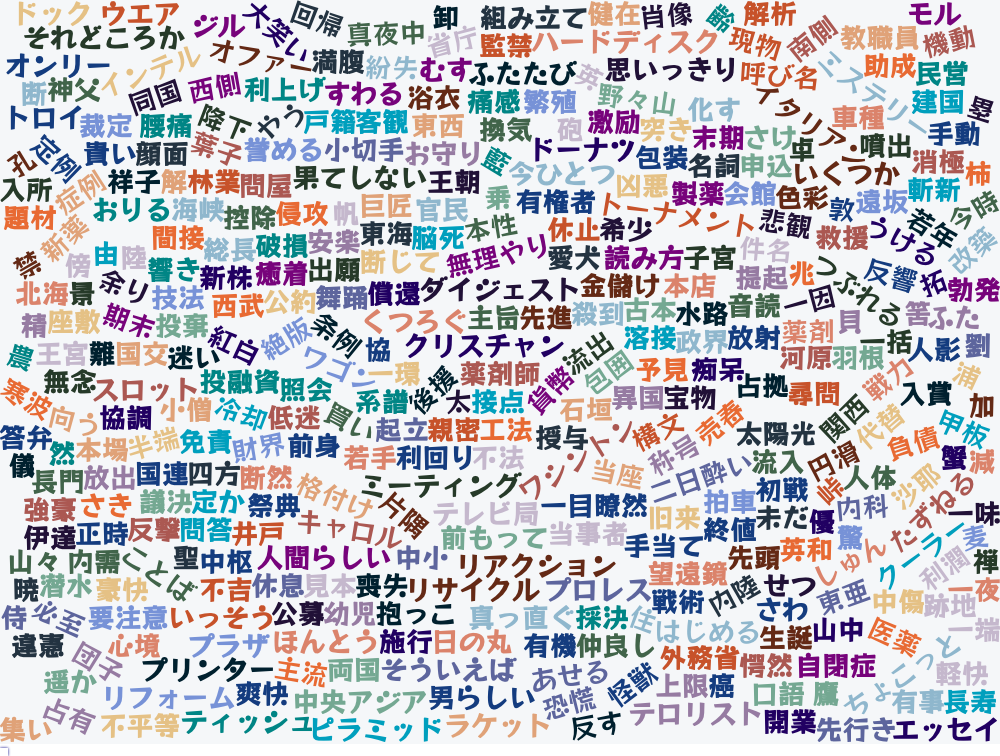 ドック ウエア ジル 大笑い 回帰 真夜中 卸 組み立て 健在 肖像 齢 解析 モル
それどころか オファー 満腹 省庁 監禁 ハードディスク 現物 南側 教職員 機動
オンリー インテル 紛失 むす ふたたび 英 思いっきり 呼び名 ミステリー 助成 民営
断 神父 同国 西側 利上げ すわる 浴衣 痛感 繁殖 野々山 化す イタリア 車種 建国 塁
トロイ 裁定 腰痛 降下 やう 戸籍 客観 東西 換気 砲 激励 突き 末期 さけ 卓 噴出 手動
孔 定例 貴い 顔面 葉子 誉める 小切手 お守り 藍 ドーナツ 包装 名詞 申込 いくつか 消極 柿
入所 症例 祥子 解 林業 問屋 果てしない 王朝 乗 今ひとつ 凶悪 製薬 会館 色彩 敦 遠坂 斬新 今時
題材 おりる 海峡 控除 侵攻 帆 巨匠 官民 本性 有権者 トーナメント 悲観 うける 若年
新薬 間接 総長 破損 安楽 東海 脳死 無理やり 休止 希少 件名 救援 改築
禁 傍 由 陸 響き 新株 癒着 出願 断じて 愛犬 読み方 子宮 提起 兆 つぶれる 反響 拓 勃発
北海 景 余り 技法 西武 公約 舞踊 償還 ダイジェスト 金儲け 本店 一因
精 座敷 期末 投棄 紅白 絶版 条例 くつろぐ 主旨 先進 殺到 古本 水路 音読 薬剤 貝 筈 ふた
農 王宮 難 国交 迷い ワゴン 協 クリスチャン 流出 溶接 政界 放射 河原 羽根 一括 人影 劉
寒波 無念 スロット 投融資 照会 一環 後援 薬剤師 貨幣 包囲 予見 痴呆 占拠 尋問 戦力 入賞 浦
向う 協調 小僧 冷却 低迷 買い 系譜 太 接点 石垣 異国 宝物 関西 代替 甲板 加
答弁 然 本場 半端 免責 財界 前身 起立 親密 工法 授与 ワシントン 横文 称号 売春 太陽光 円滑 負債 蟹 減
儀 長門 放出 国連 四方 断然 若手 利回り 不法 当座 二日酔い 流入 峠 人体 沙耶 たずねる
強豪 さき 議決 定か 祭典 格付け 片隅 ミーティング テレビ局 一目瞭然 旧来 拍車 初戦 未だ 優 内科 一味
伊達 正時 反撃 問答 井戸 キャロル 前もって 当事者 手当て 終値 驚 しゅん クーラー 麦
山々 内需 ことば 聖 中枢 人間らしい 中小 リアクション 望遠鏡 先頭 英和 利潤 禅
暁 潜水 豪快 不吉 休息 見本 喪失 リサイクル プロレス 戦術 内陸 せつ 東亜 中傷 跡地 一夜
侍 必至 要注意 いっそう 公募 幼児 抱っこ 真っ直ぐ 採決 任 はじめる さわ 生誕 山中 医薬 一端
違憲 団子 心境 プラザ ほんとう 施行 日の丸 有機 仲良し 外務省 愕然 自閉症 ちょこっと
遥か プリンター 主流 両国 そういえば あせる 怪獣 上限 癌 口語 鷹 軽快
占有 リフォーム 爽快 中央アジア 男らしい 恐慌 テロリスト 有事 長寿
集い 不平等 ティッシュ ピラミッド ラケット 反す 開業 先行き エッセイ